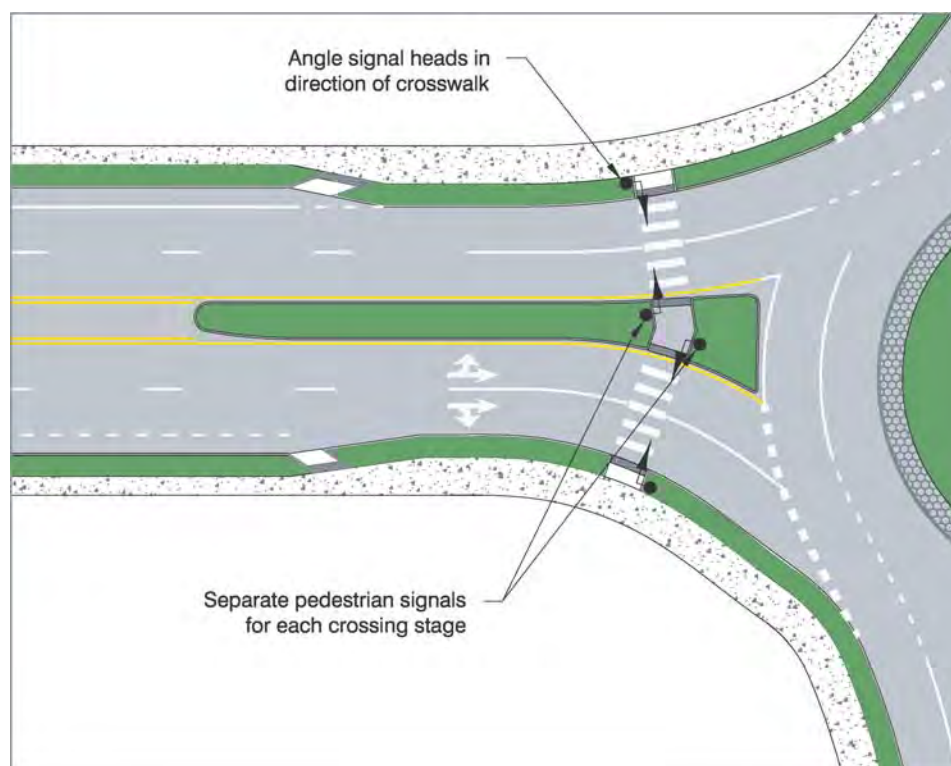 Angle signal heads in
direction of crosswalk
Separate pedestrian signals
for each crossing stage